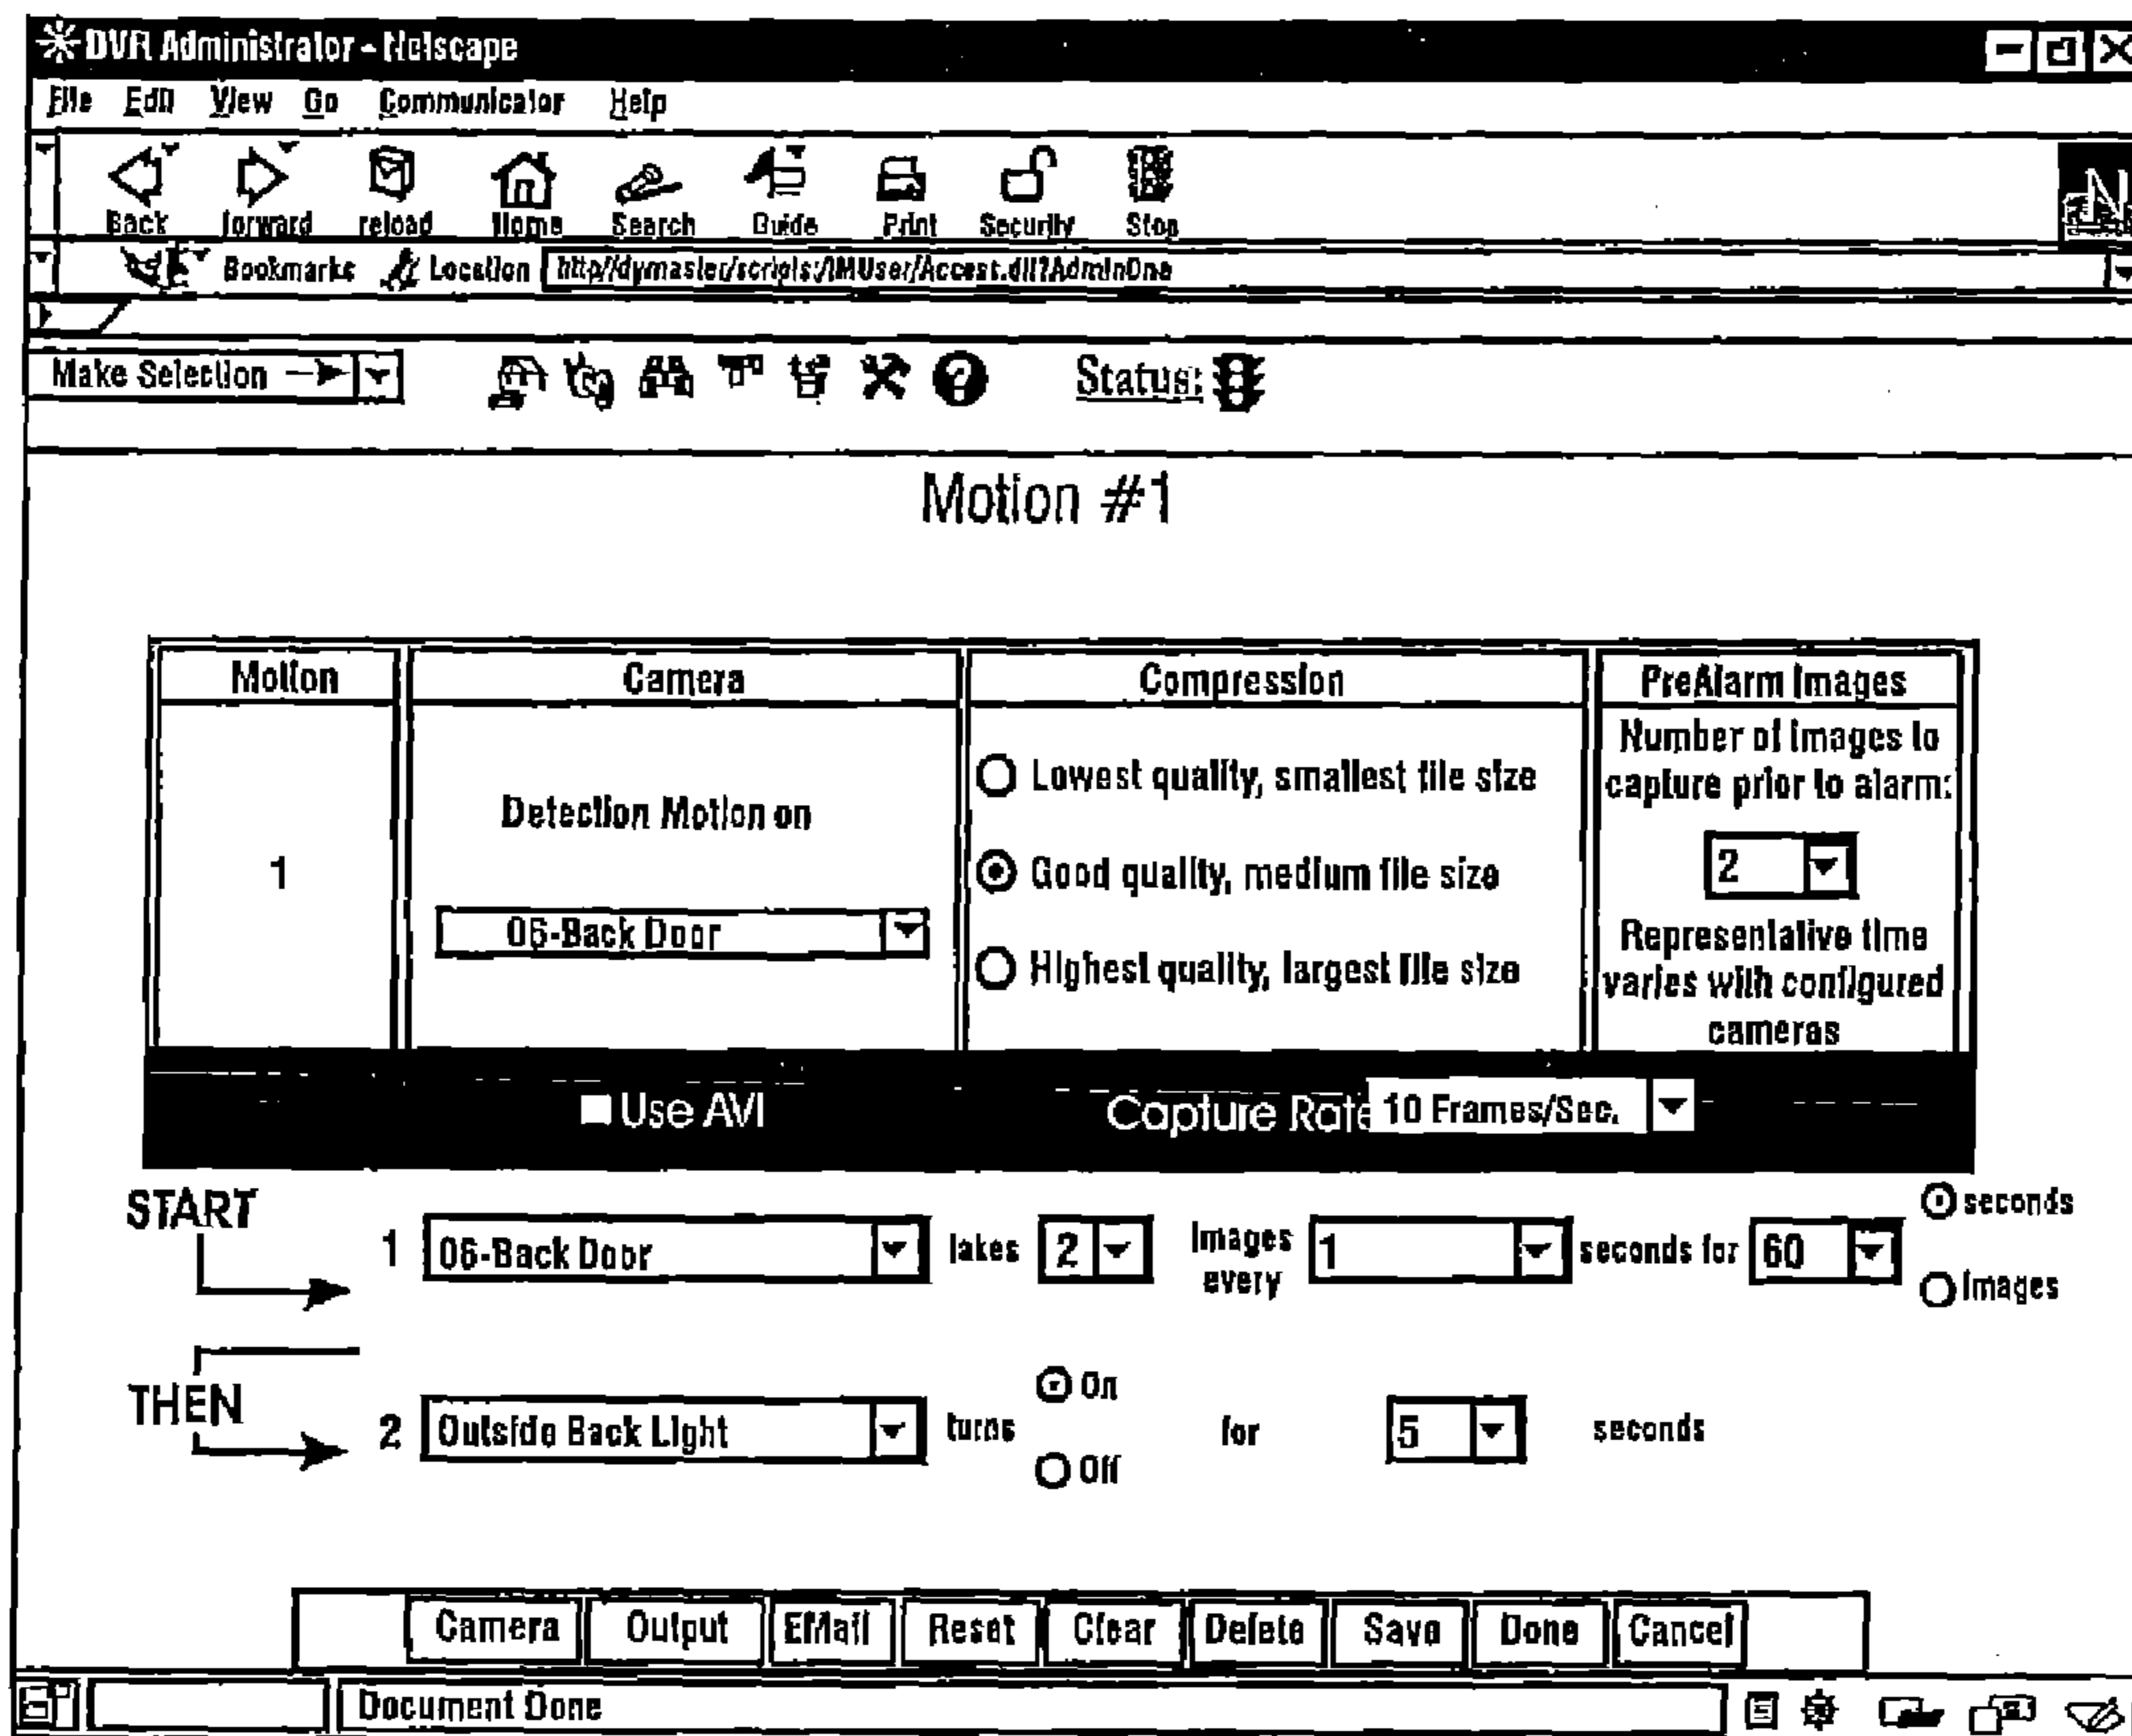 DVR Administrator - Netscape
File Edit View Go Communicator Help
Back forward reload Home Search Guide Print Security Stop
Bookmarks Location http//dymaster/scripts:/IMUser/Accest.dll?AdminOne
Make Selection Status:
Motion #1
Motion Camera Compression PreAlarm Images
Number of Images to
capture prior to alarm:
Lowest quality, smallest file size
Detection Motion on
1 Good quality, medium file size 2
06-Back Door
Representative time
varies with configured
cameras
Highest quality, largest file size
Use AVI Capture Rate 10 Frames/Sec.
START
1 06-Back Door takes 2 Images every 1 seconds for 60 seconds
Images
THEN
2 Outside Back Light turns On for 5 seconds
Off
Camera Output EMail Reset Clear Delete Save Done Cancel
Document Done